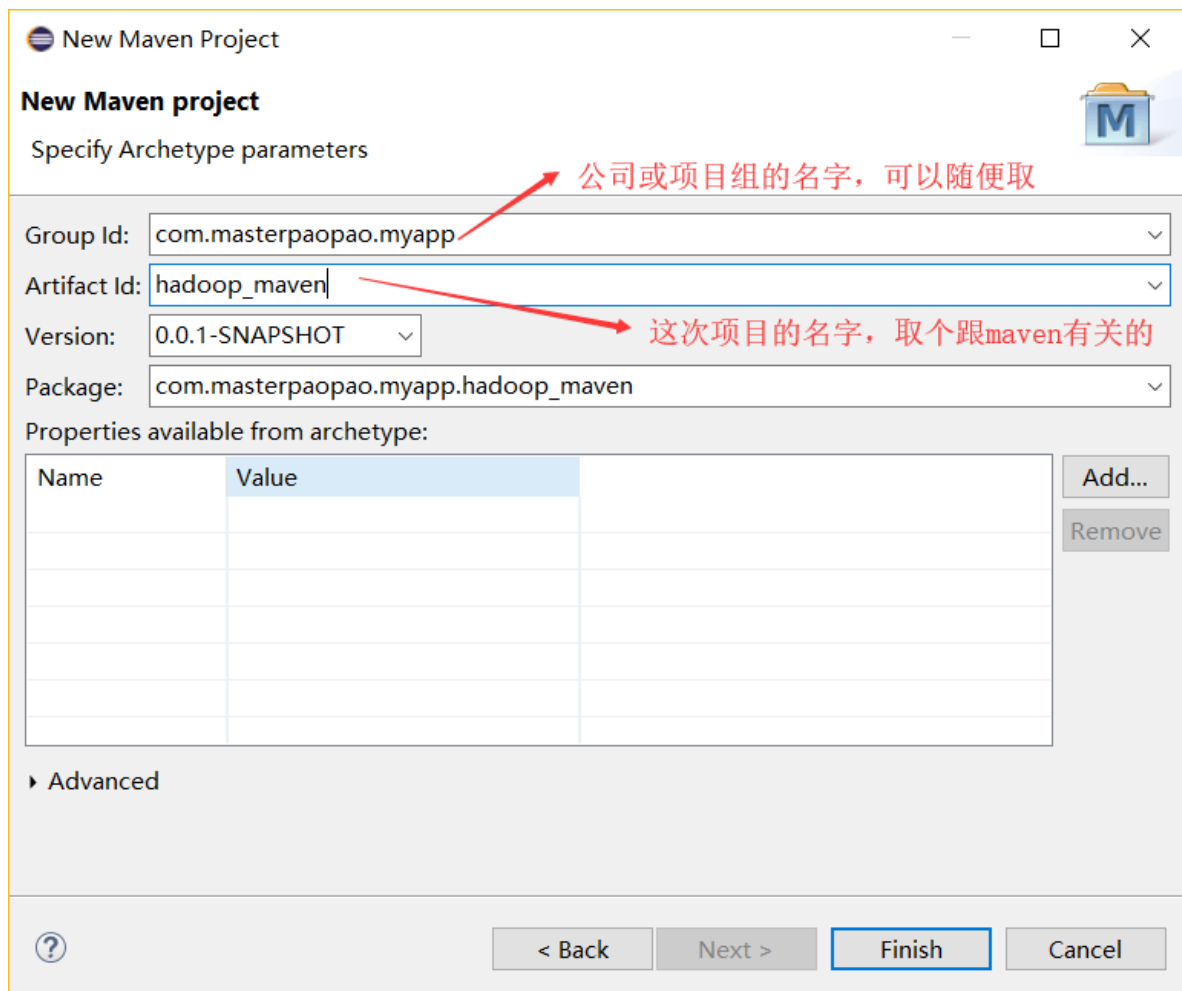 New Maven Project
New Maven project
Specify Archetype parameters
公司或项目组的名字，可以随便取
Group Id: com.masterpaopao.myapp
Artifact Id: hadoop_maven
Version: 0.0.1-SNAPSHOT
这次项目的名字，取个跟maven有关的
Package: com.masterpaopao.myapp.hadoop_maven
Properties available from archetype:
Name Value
Add...
Remove
Advanced
< Back Next > Finish Cancel